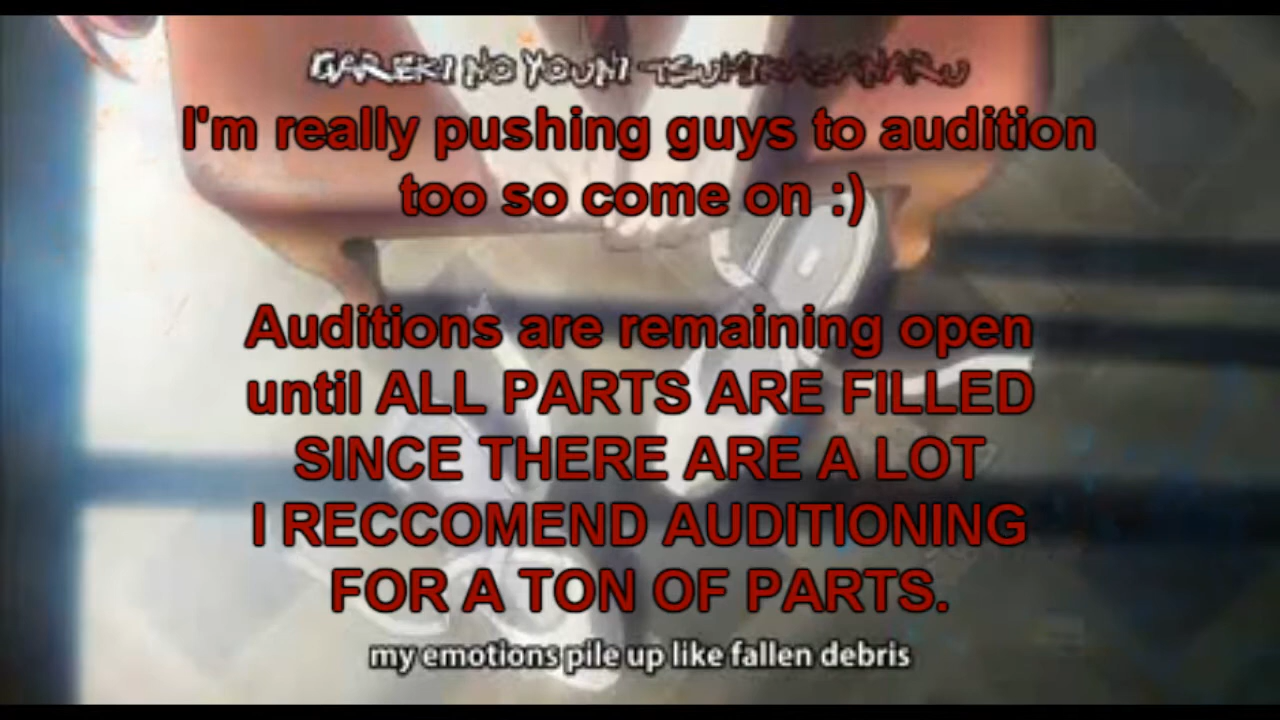 GAREKI NO YOUNI TSUMIKASANARU
I'm really pushing guys to audition
too so come on :)
Auditions are remaining open
until ALL PARTS ARE FILLED
SINCE THERE ARE A LOT
I RECCOMEND AUDITIONING
FOR A TON OF PARTS.
my emotions pile up like fallen debris